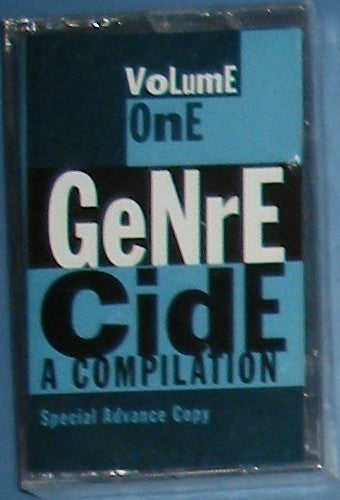 VoLumE
OnE
GeNrE
CidE
A COMPILATION
Special Advance Copy